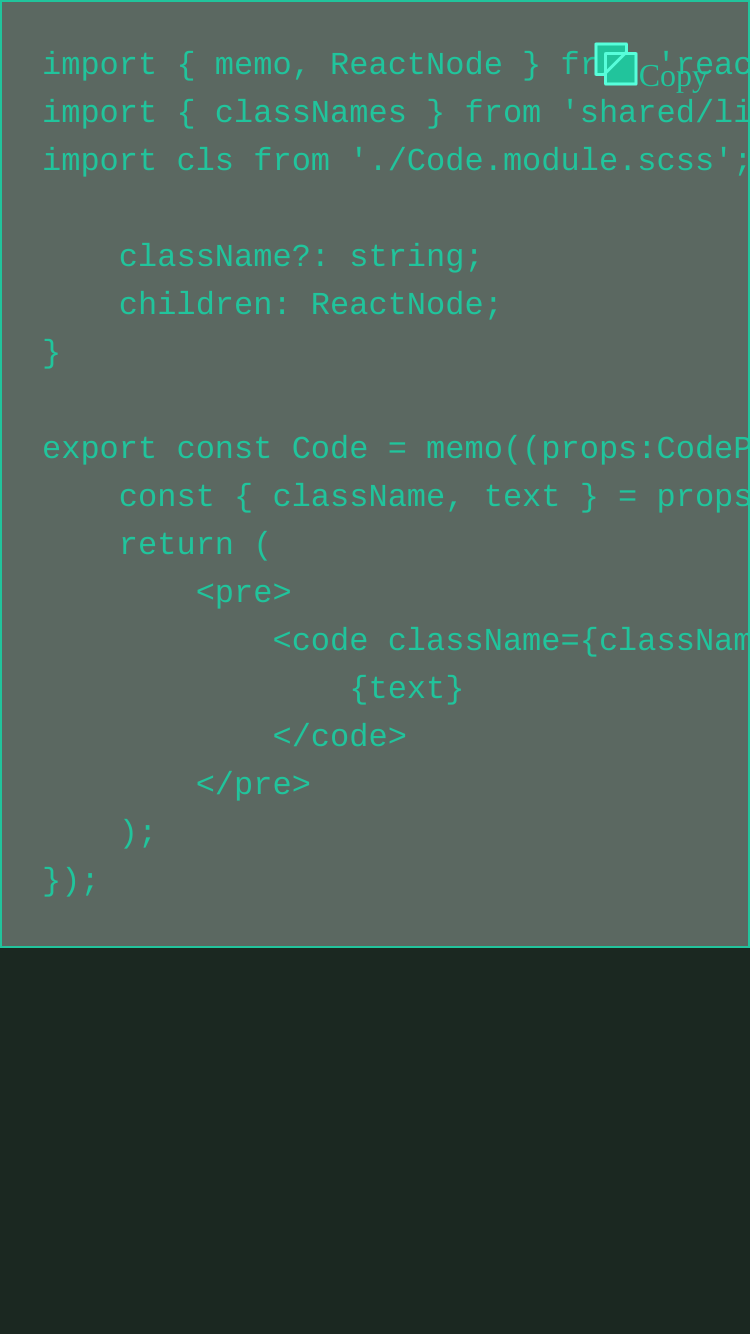 import { memo, ReactNode } from 'reac
Copy
import { classNames } from 'shared/li
import cls from './Code.module.scss';
className?: string;
children: ReactNode;
}
export const Code = memo((props:CodeP
const { className, text } = props
return (
<pre>
<code className={classNam
{text}
</code>
</pre>
);
});